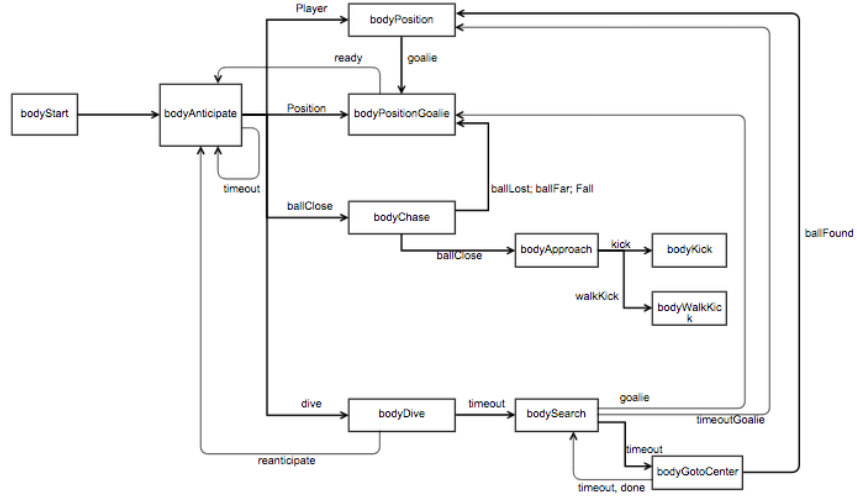 Player
bodyPosition
ready
goalie
bodyStart
bodyAnticipate
Position
bodyPositionGoalie
timeout
ballClose
bodyChase
ballLost; ballFar; Fall
ballFound
ballClose
bodyApproach
kick
bodyKick
walkKick
bodyWalkKic
k
dive
bodyDive
timeout
bodySearch
goalie
timeoutGoalie
reanticipate
timeout
bodyGotoCenter
timeout, done